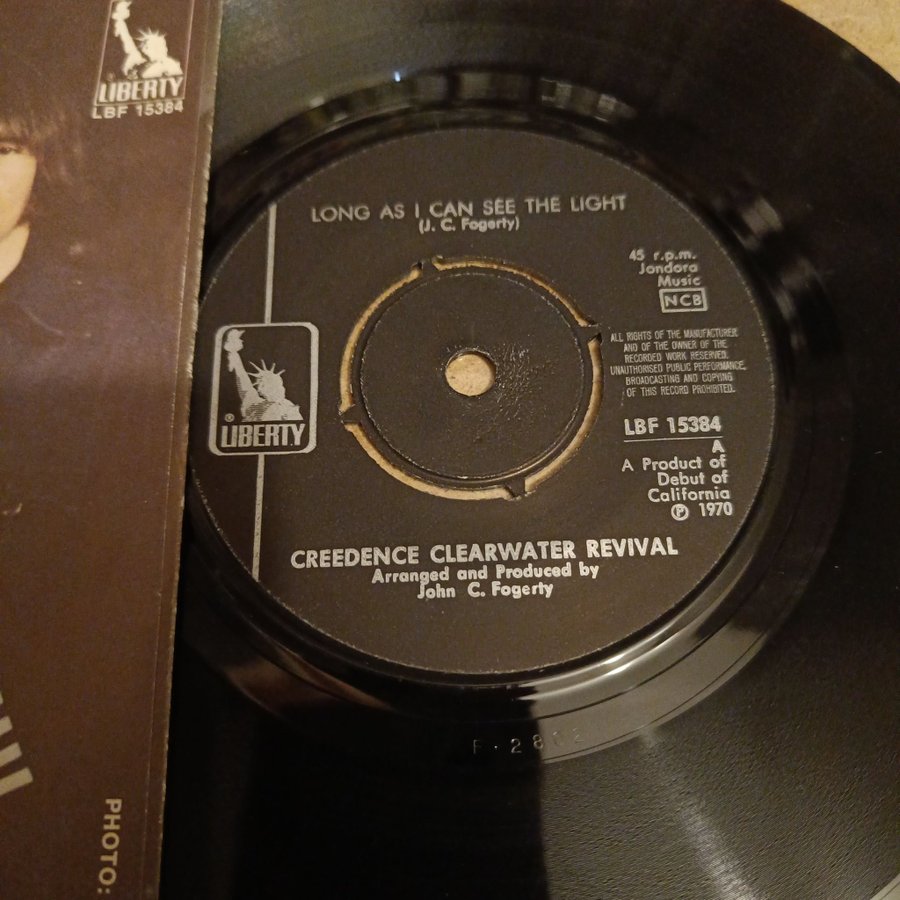 LIBERTY
LBF 15384
PHOTO:
LONG AS I CAN SEE THE LIGHT
(J. C. Fogerty)
45 r.p.m.
Jondora
Music
NCB
ALL RIGHTS OF THE MANUFACTURER
AND OF THE OWNER OF THE
RECORDED WORK RESERVED.
UNAUTHORISED PUBLIC PERFORMANCE,
BROADCASTING AND COPYING
OF THIS RECORD PROHIBITED.
® LIBERTY
LBF 15384
A
A Product of
Debut of
California
℗ 1970
CREEDENCE CLEARWATER REVIVAL
Arranged and Produced by
John C. Fogerty